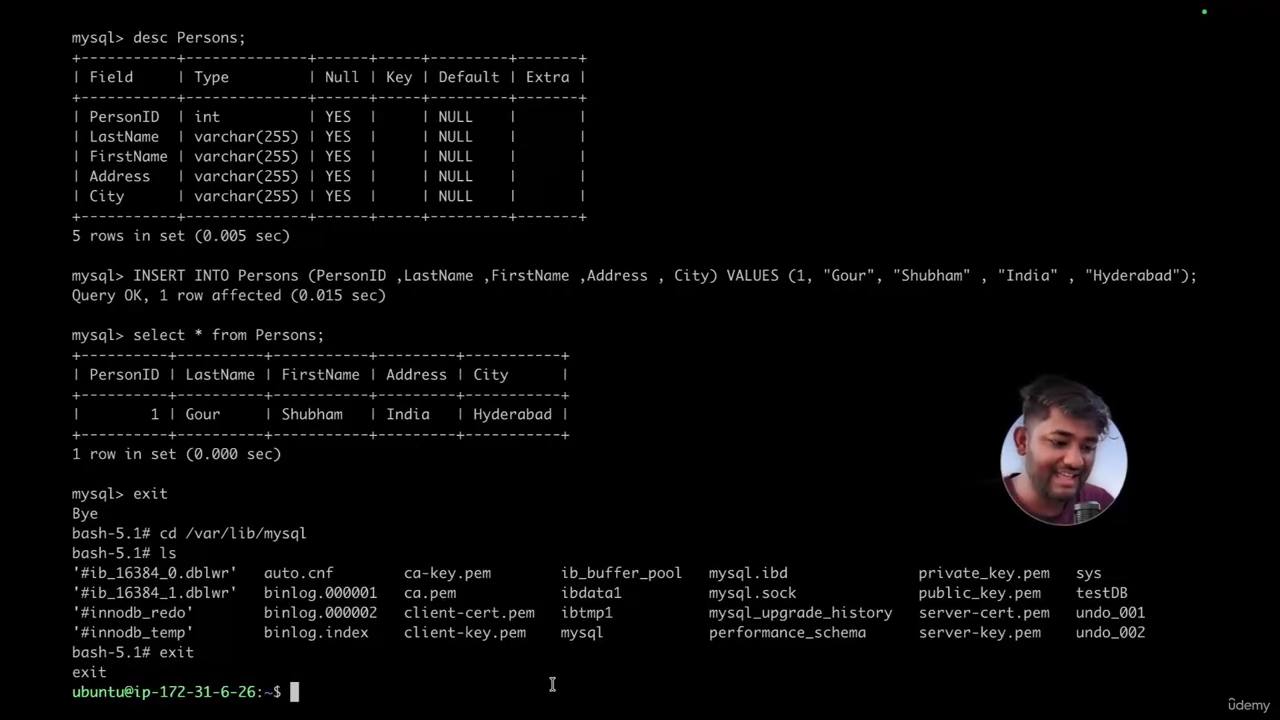 mysql> desc Persons;
+-----------+--------------+------+-----+---------+-------+
| Field     | Type         | Null | Key | Default | Extra |
+-----------+--------------+------+-----+---------+-------+
| PersonID  | int          | YES  |     | NULL    |       |
| LastName  | varchar(255) | YES  |     | NULL    |       |
| FirstName | varchar(255) | YES  |     | NULL    |       |
| Address   | varchar(255) | YES  |     | NULL    |       |
| City      | varchar(255) | YES  |     | NULL    |       |
+-----------+--------------+------+-----+---------+-------+
5 rows in set (0.005 sec)
mysql> INSERT INTO Persons (PersonID ,LastName ,FirstName ,Address , City) VALUES (1, "Gour", "Shubham" , "India" , "Hyderabad");
Query OK, 1 row affected (0.015 sec)
mysql> select * from Persons;
+----------+----------+-----------+---------+-----------+
| PersonID | LastName | FirstName | Address | City      |
+----------+----------+-----------+---------+-----------+
|        1 | Gour     | Shubham   | India   | Hyderabad |
+----------+----------+-----------+---------+-----------+
1 row in set (0.000 sec)
mysql> exit
Bye
bash-5.1# cd /var/lib/mysql
bash-5.1# ls
'#ib_16384_0.dblwr'   auto.cnf       ca-key.pem       ib_buffer_pool   mysql.ibd               private_key.pem   sys
'#ib_16384_1.dblwr'   binlog.000001  ca.pem           ibdata1          mysql.sock              public_key.pem    testDB
'#innodb_redo'        binlog.000002  client-cert.pem  ibtmp1           mysql_upgrade_history   server-cert.pem   undo_001
'#innodb_temp'        binlog.index   client-key.pem   mysql            performance_schema      server-key.pem    undo_002
bash-5.1# exit
exit
ubuntu@ip-172-31-6-26:~$
ûdemy